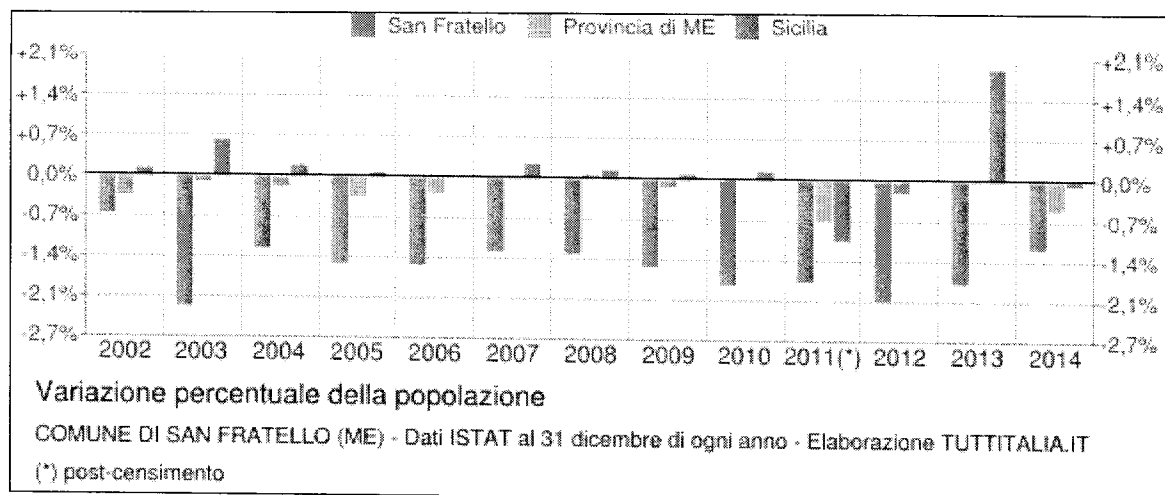 San Fratello Provincia di ME Sicilia
+2,1% +2,1%
+1,4% +1,4%
+0,7% +0,7%
0,0% 0,0%
-0,7% -0,7%
-1,4% -1,4%
-2,1% -2,1%
-2,7% -2,7%
2002 2003 2004 2005 2006 2007 2008 2009 2010 2011(*) 2012 2013 2014
Variazione percentuale della popolazione
COMUNE DI SAN FRATELLO (ME) - Dati ISTAT al 31 dicembre di ogni anno - Elaborazione TUTTITALIA.IT
(*) post-censimento